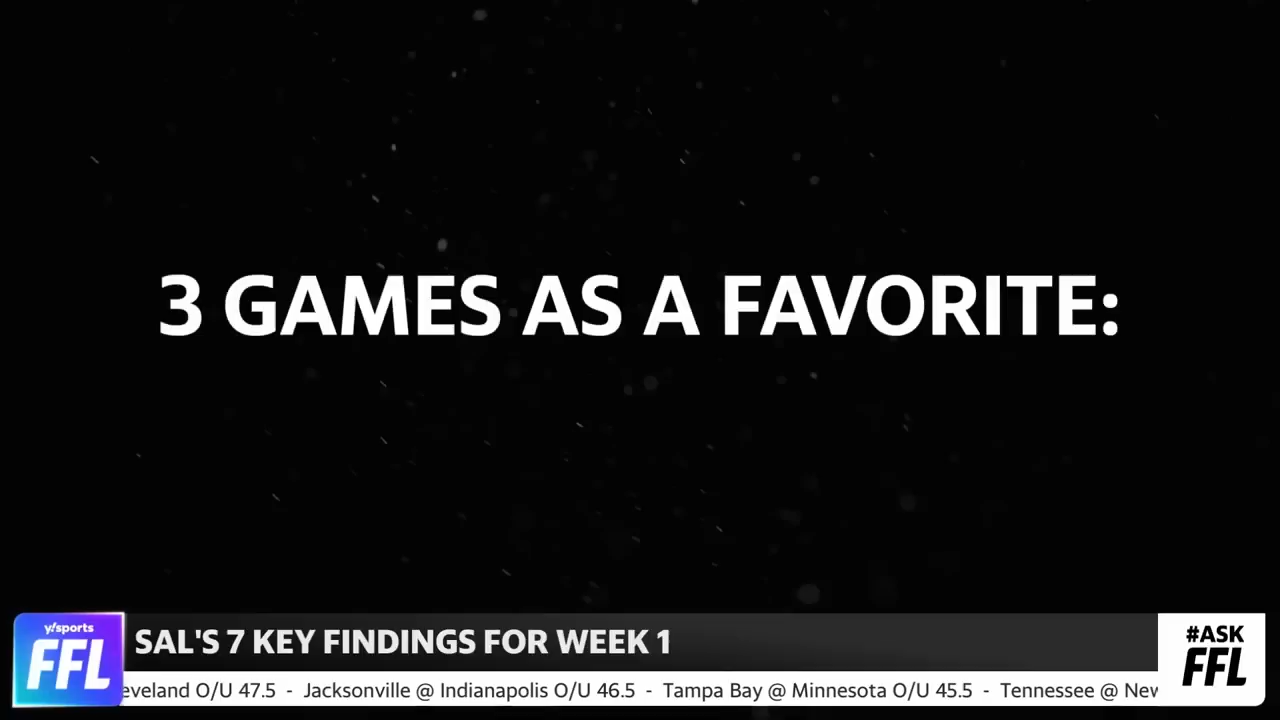 3 GAMES AS A FAVORITE:
y!sports
FFL
SAL'S 7 KEY FINDINGS FOR WEEK 1
#ASK
FFL
eveland O/U 47.5 - Jacksonville @ Indianapolis O/U 46.5 - Tampa Bay @ Minnesota O/U 45.5 - Tennessee @ New